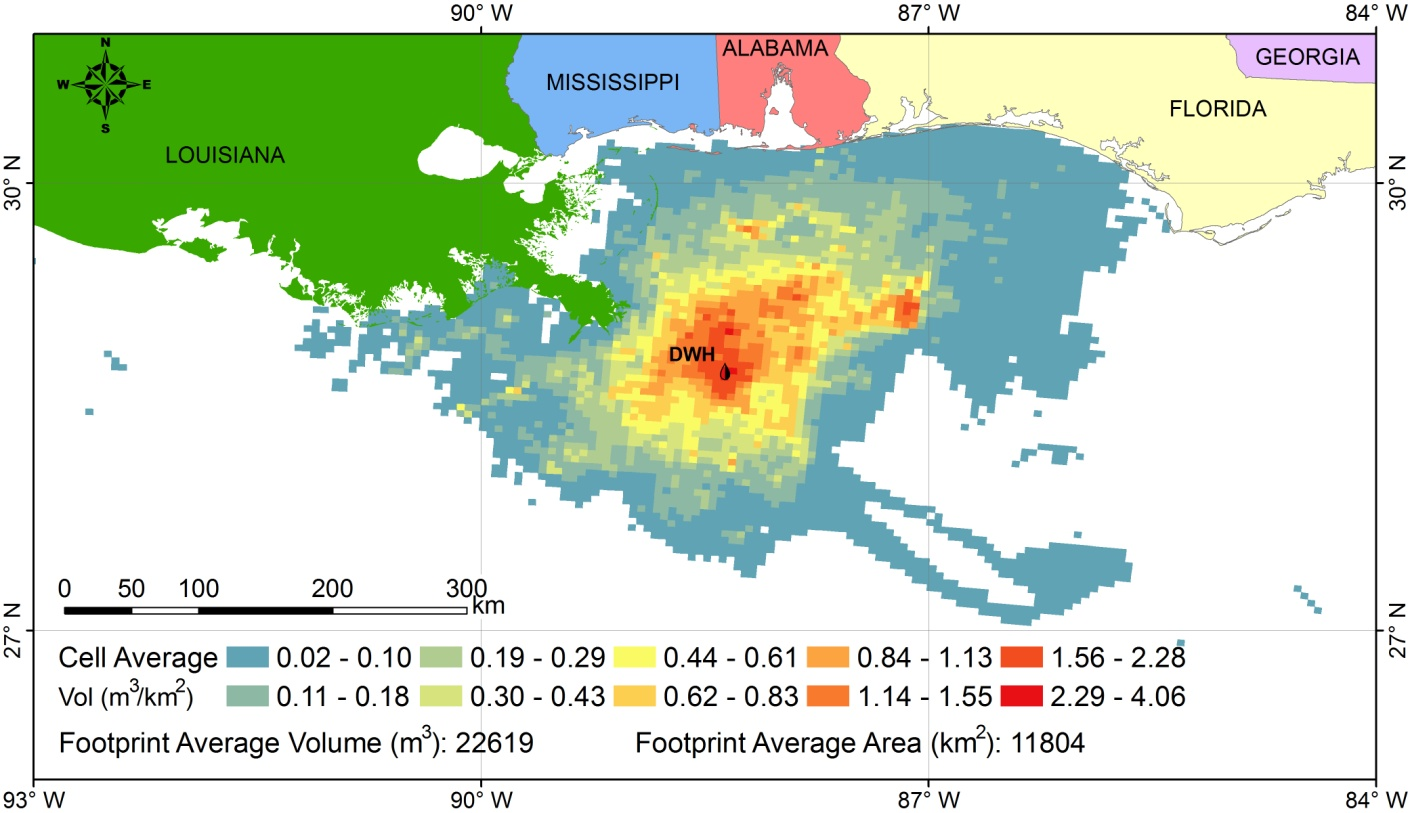 90° W 87° W 84° W
N
W E
S
LOUISIANA
MISSISSIPPI
ALABAMA
GEORGIA
FLORIDA
30° N 30° N
DWH
0 50 100 200 300 km
27° N 27° N
Cell Average 0.02 - 0.10 0.19 - 0.29 0.44 - 0.61 0.84 - 1.13 1.56 - 2.28
Vol (m³/km²) 0.11 - 0.18 0.30 - 0.43 0.62 - 0.83 1.14 - 1.55 2.29 - 4.06
Footprint Average Volume (m³): 22619 Footprint Average Area (km²): 11804
93° W 90° W 87° W 84° W